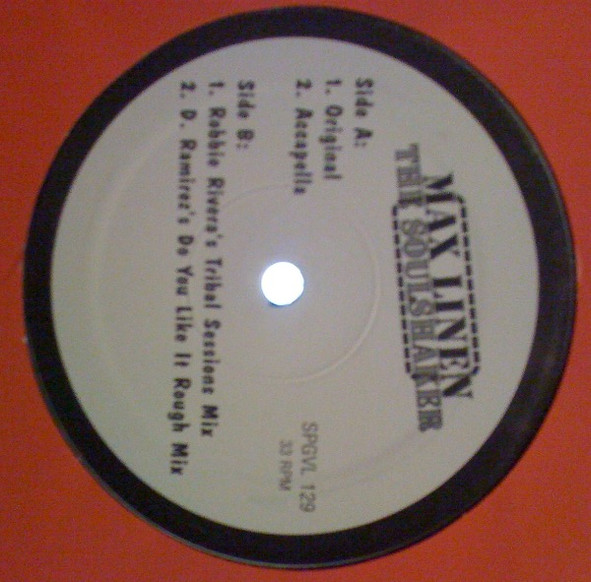 MAX LINEN
THE SOULSHAKER
Side A:
1. Original
2. Accapella
SPGVL 129
33 RPM
Side B:
1. Robbie Rivera's Tribal Sessions Mix
2. D. Ramirez's Do You Like It Rough Mix